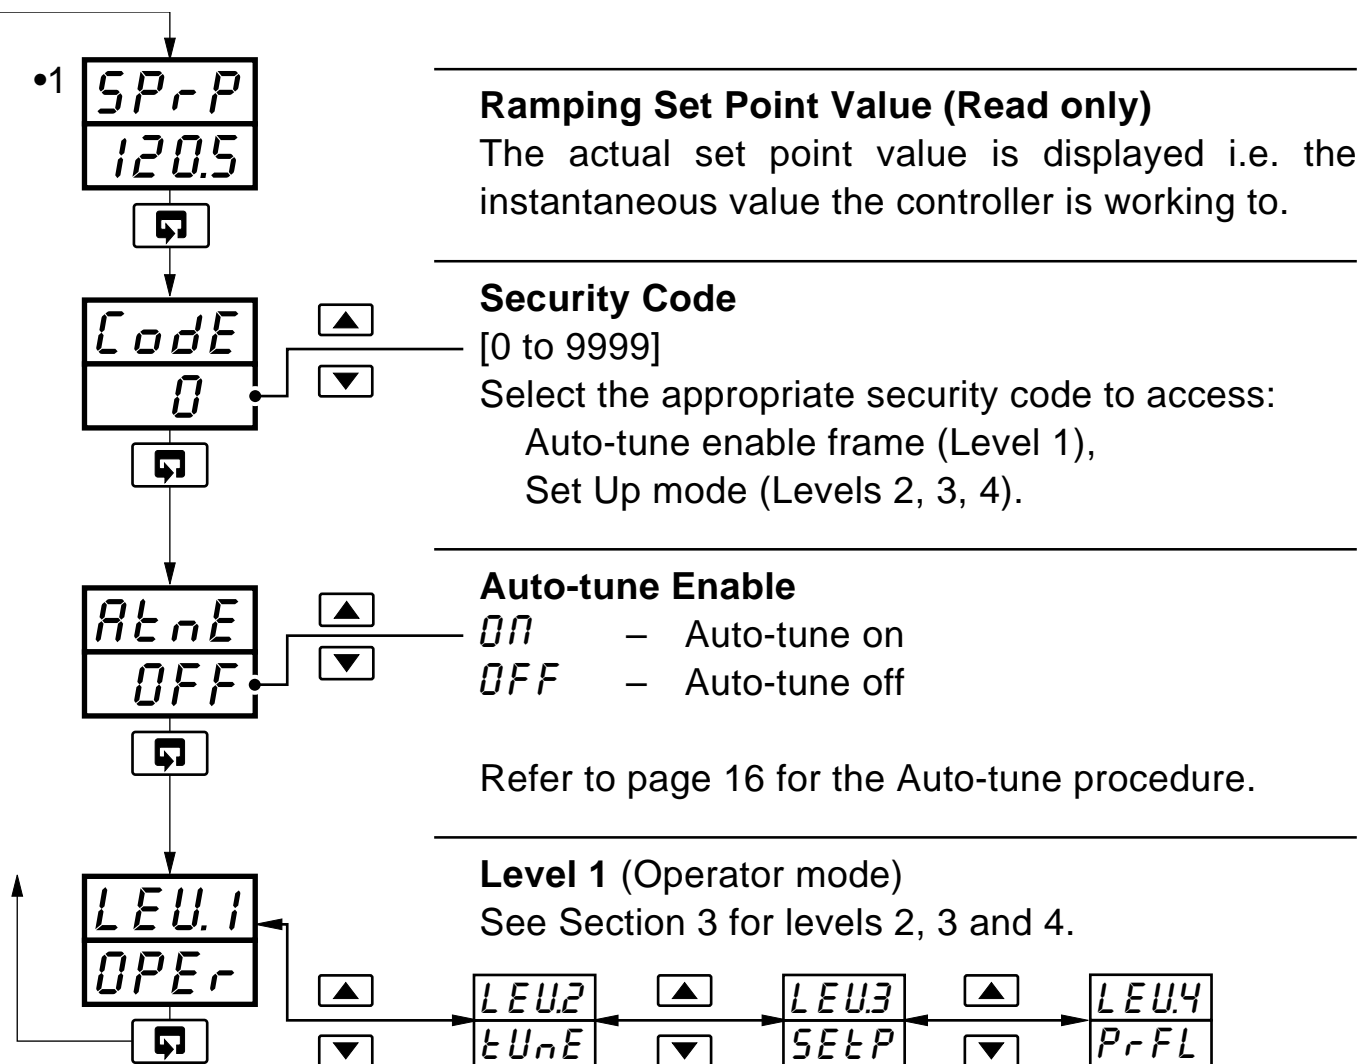 •1
SPrP
120.5
Ramping Set Point Value (Read only)
The actual set point value is displayed i.e. the
instantaneous value the controller is working to.
CodE
0
Security Code
[0 to 9999]
Select the appropriate security code to access:
Auto-tune enable frame (Level 1),
Set Up mode (Levels 2, 3, 4).
AtnE
OFF
Auto-tune Enable
On – Auto-tune on
OFF – Auto-tune off
Refer to page 16 for the Auto-tune procedure.
LEU.1
OPEr
Level 1 (Operator mode)
See Section 3 for levels 2, 3 and 4.
LEU.2
tUnE
LEU.3
SEtP
LEU.4
PrFL